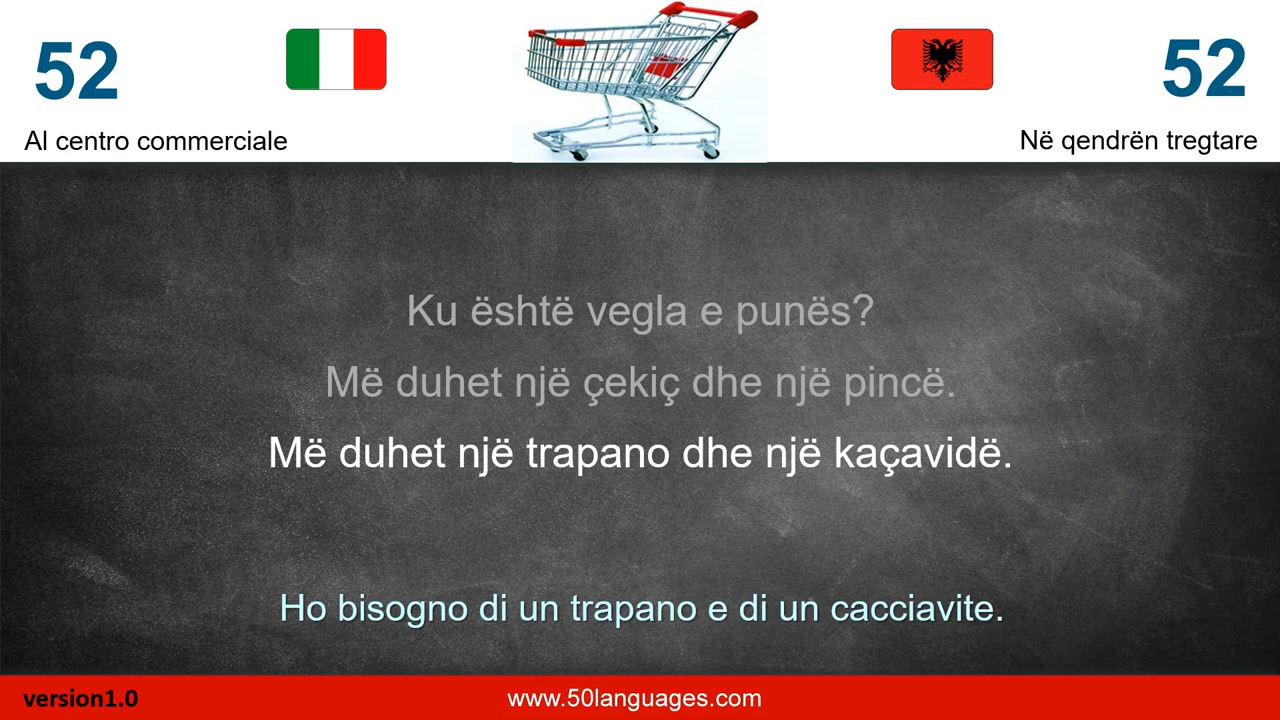 52
52
Al centro commerciale
Në qendrën tregtare
Ku është vegla e punës?
Më duhet një çekiç dhe një pincë.
Më duhet një trapano dhe një kaçavidë.
Ho bisogno di un trapano e di un cacciavite.
version1.0
www.50languages.com